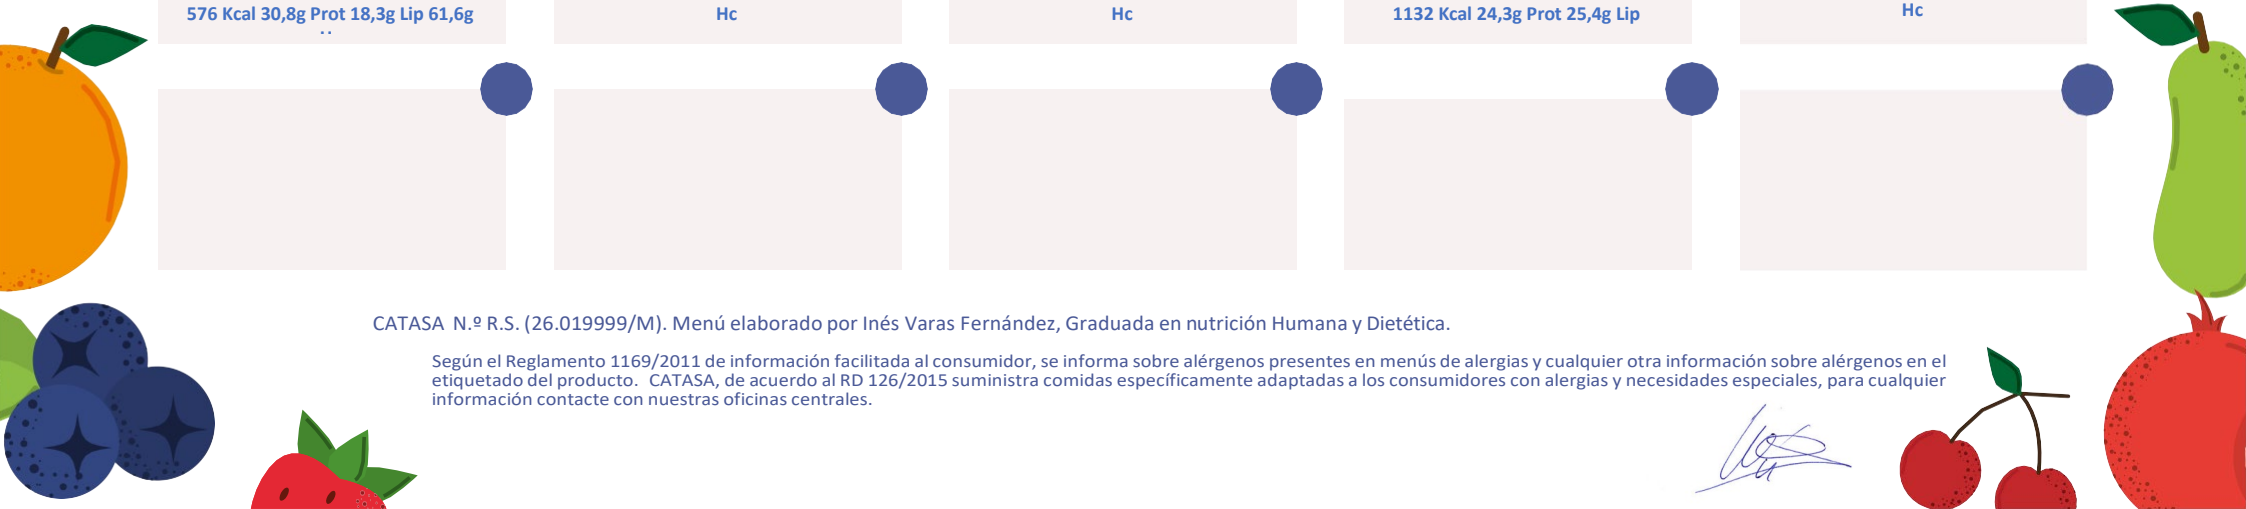 576 Kcal 30,8g Prot 18,3g Lip 61,6g
Hc
Hc
1132 Kcal 24,3g Prot 25,4g Lip
Hc
CATASA N.º R.S. (26.019999/M). Menú elaborado por Inés Varas Fernández, Graduada en nutrición Humana y Dietética.
Según el Reglamento 1169/2011 de información facilitada al consumidor, se informa sobre alérgenos presentes en menús de alergias y cualquier otra información sobre alérgenos en el
etiquetado del producto. CATASA, de acuerdo al RD 126/2015 suministra comidas específicamente adaptadas a los consumidores con alergias y necesidades especiales, para cualquier
información contacte con nuestras oficinas centrales.